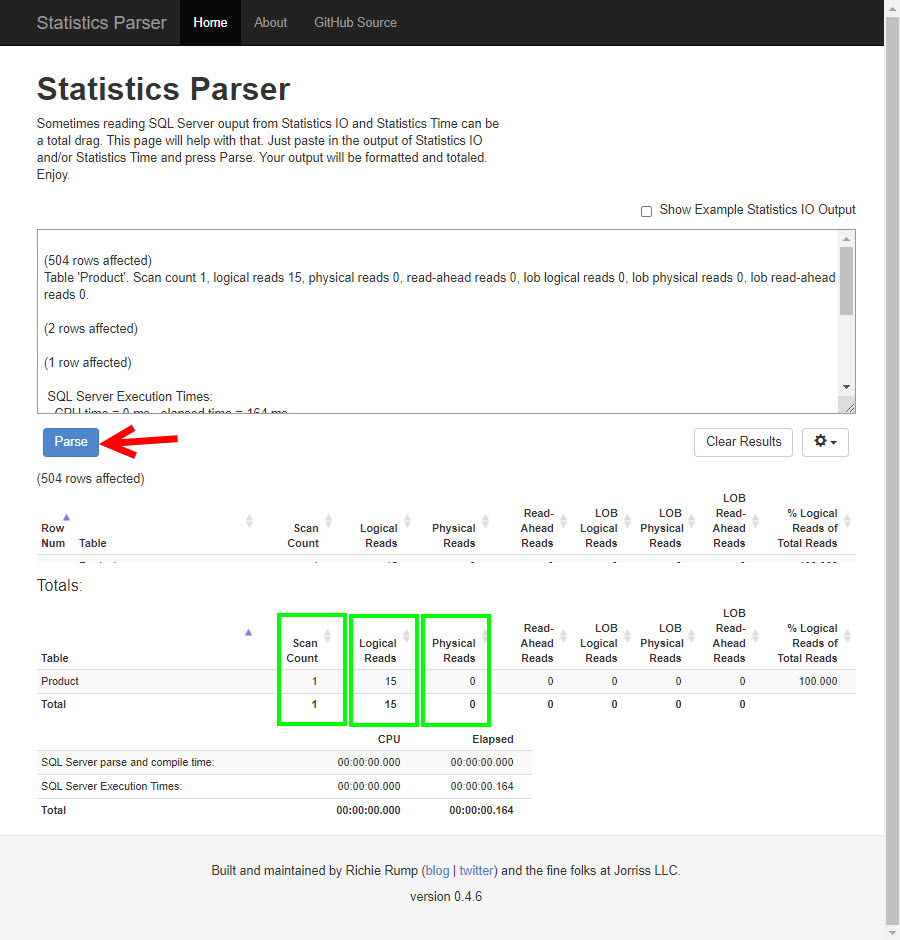 Statistics Parser Home About GitHub Source
Statistics Parser
Sometimes reading SQL Server ouput from Statistics IO and Statistics Time can be
a total drag. This page will help with that. Just paste in the output of Statistics IO
and/or Statistics Time and press Parse. Your output will be formatted and totaled.
Enjoy.
Show Example Statistics IO Output
(504 rows affected)
Table 'Product'. Scan count 1, logical reads 15, physical reads 0, read-ahead reads 0, lob logical reads 0, lob physical reads 0, lob read-ahead
reads 0.
(2 rows affected)
(1 row affected)
SQL Server Execution Times:
CPU time = 0 ms, elapsed time = 164 ms.
Parse Clear Results
(504 rows affected)
Row Num Table Scan Count Logical Reads Physical Reads Read-Ahead Reads LOB Logical Reads LOB Physical Reads LOB Read-Ahead Reads % Logical Reads of Total Reads
Totals:
Table Scan Count Logical Reads Physical Reads Read-Ahead Reads LOB Logical Reads LOB Physical Reads LOB Read-Ahead Reads % Logical Reads of Total Reads
Product 1 15 0 0 0 0 0 100.000
Total 1 15 0 0 0 0 0
CPU Elapsed
SQL Server parse and compile time: 00:00:00.000 00:00:00.000
SQL Server Execution Times: 00:00:00.000 00:00:00.164
Total 00:00:00.000 00:00:00.164
Built and maintained by Richie Rump (blog | twitter) and the fine folks at Jorriss LLC.
version 0.4.6